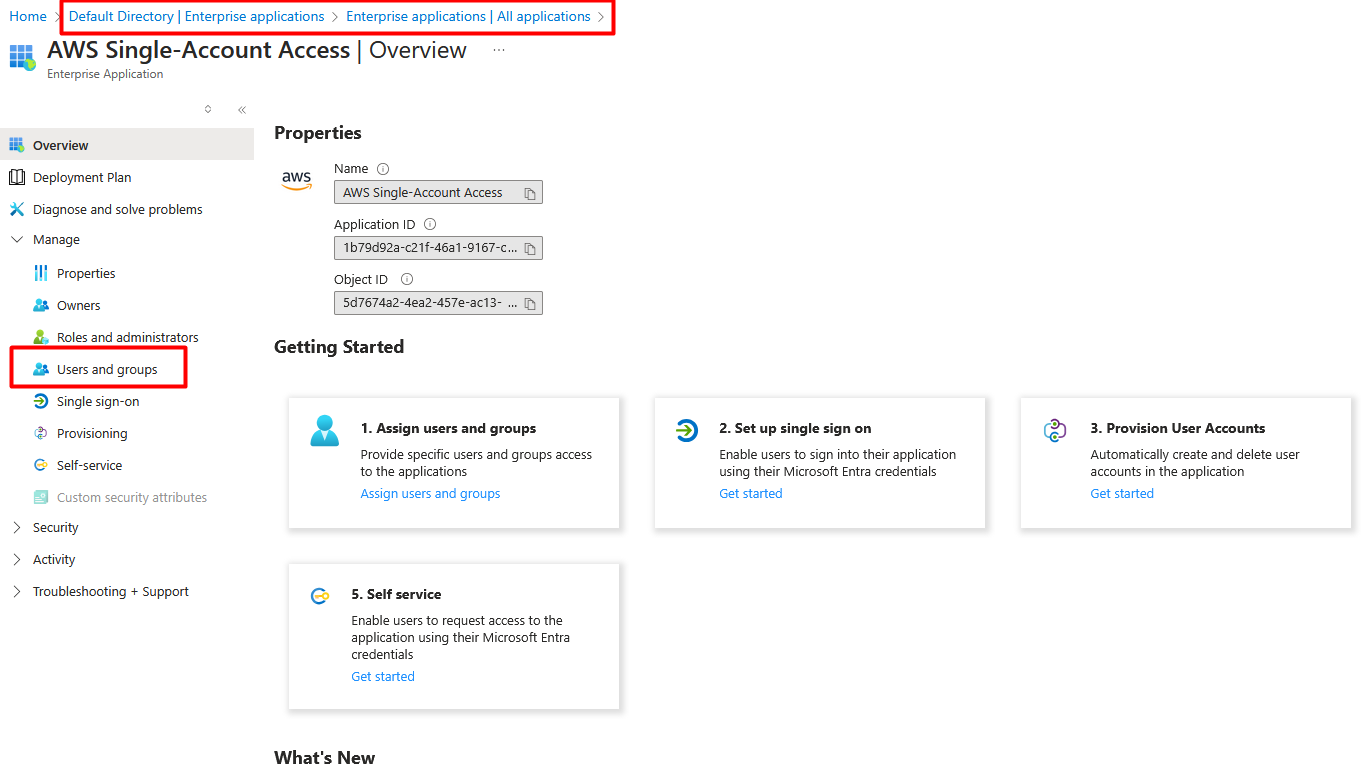 Home > Default Directory | Enterprise applications > Enterprise applications | All applications >
AWS Single-Account Access | Overview ...
Enterprise Application
Overview
Deployment Plan
Diagnose and solve problems
Manage
Properties
Owners
Roles and administrators
Users and groups
Single sign-on
Provisioning
Self-service
Custom security attributes
Security
Activity
Troubleshooting + Support
Properties
aws
Name
AWS Single-Account Access
Application ID
1b79d92a-c21f-46a1-9167-c...
Object ID
5d7674a2-4ea2-457e-ac13- ...
Getting Started
1. Assign users and groups
Provide specific users and groups access
to the applications
Assign users and groups
2. Set up single sign on
Enable users to sign into their application
using their Microsoft Entra credentials
Get started
3. Provision User Accounts
Automatically create and delete user
accounts in the application
Get started
5. Self service
Enable users to request access to the
application using their Microsoft Entra
credentials
Get started
What's New